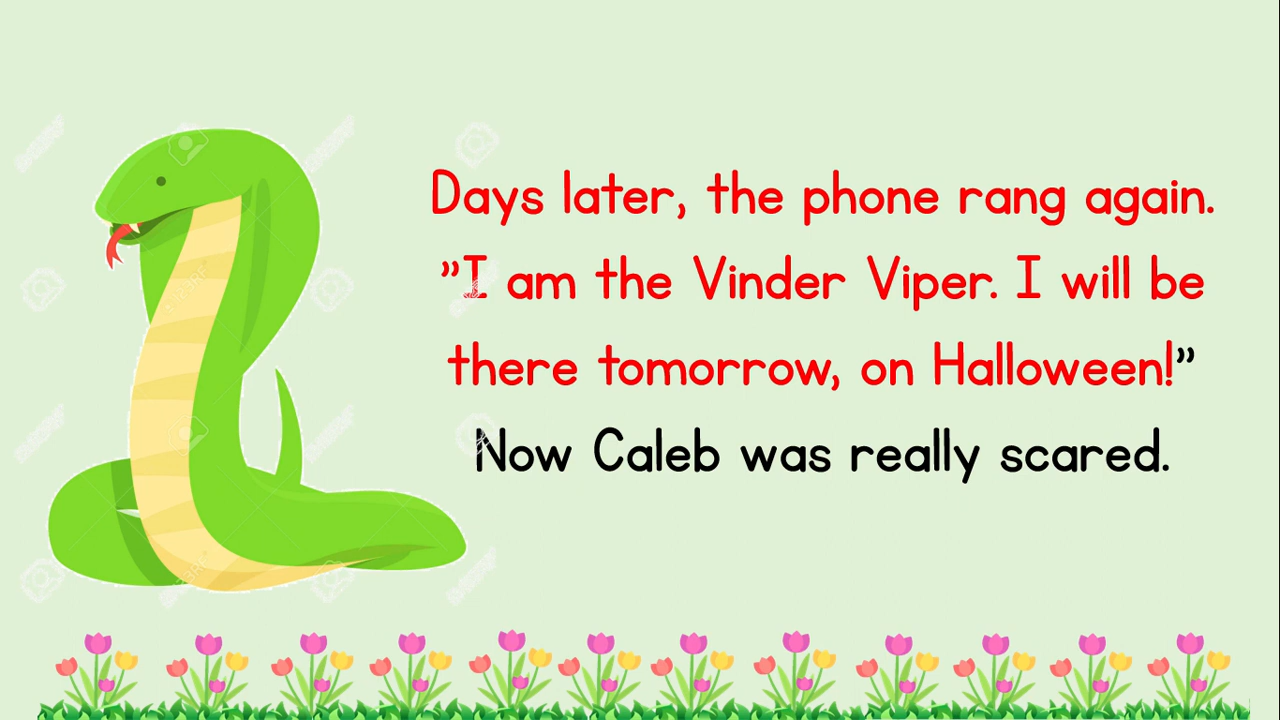 Days later, the phone rang again.
”I am the Vinder Viper. I will be
there tomorrow, on Halloween!”
Now Caleb was really scared.